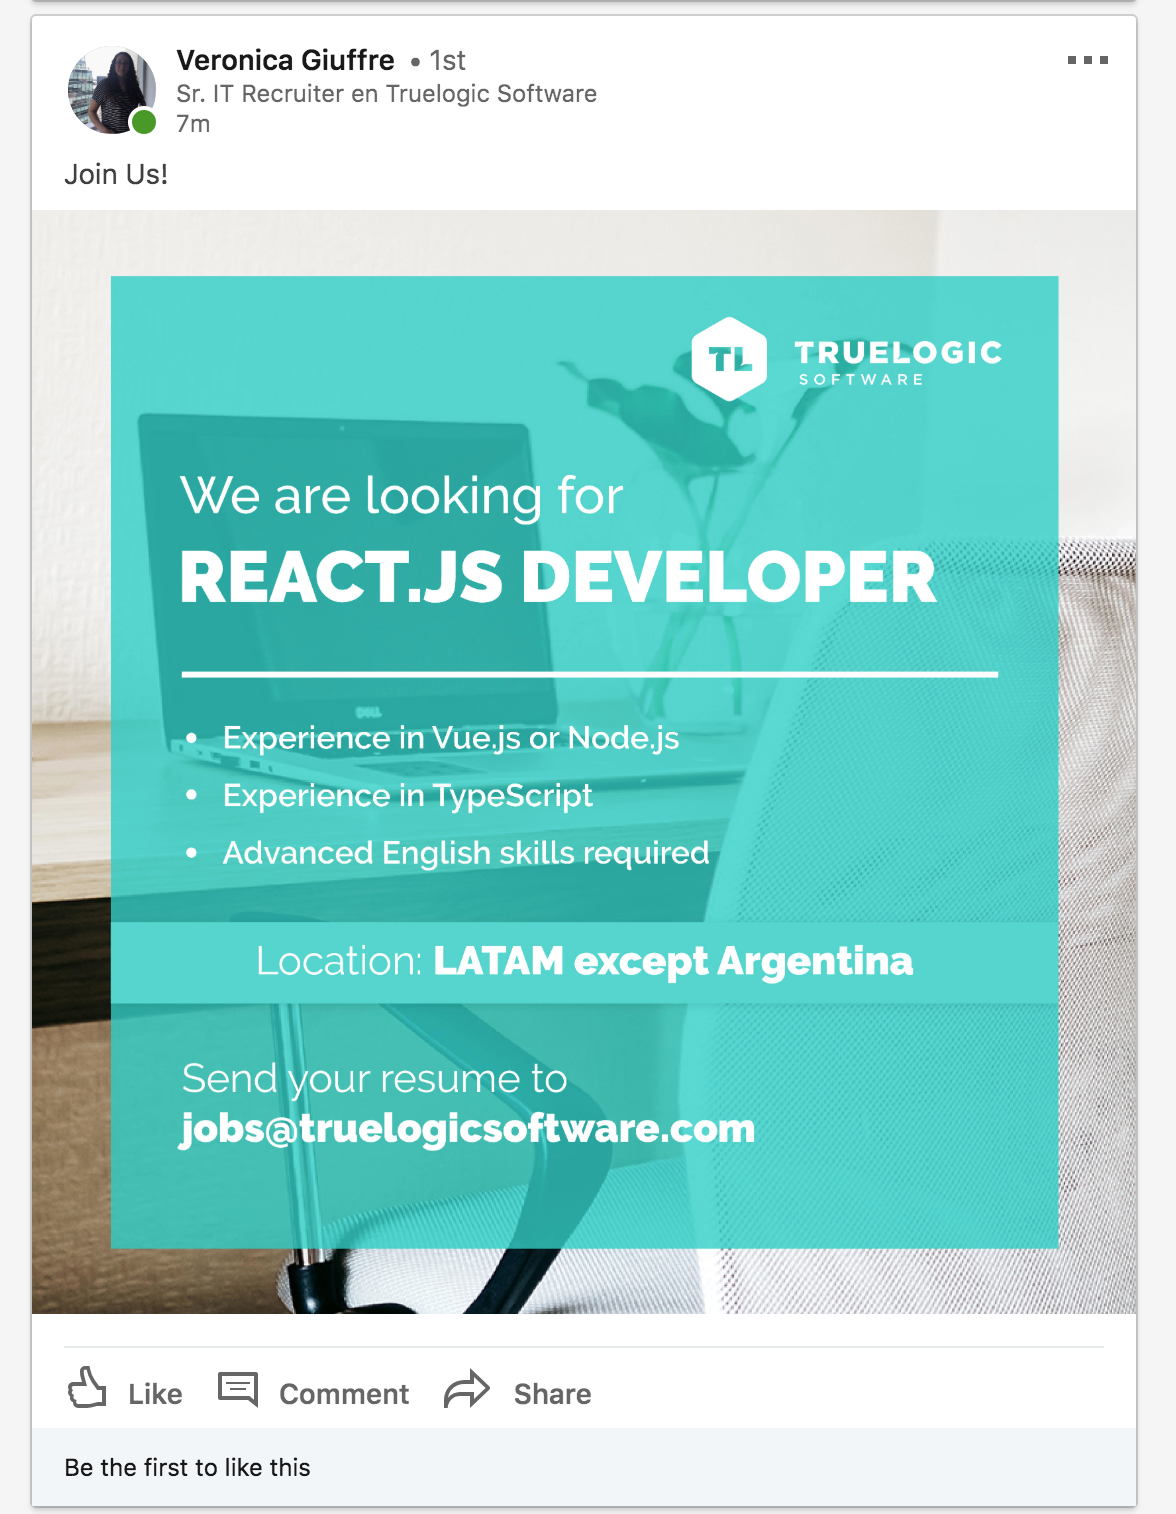 Veronica Giuffre • 1st
Sr. IT Recruiter en Truelogic Software
7m
Join Us!
TL TRUELOGIC
SOFTWARE
We are looking for
REACT.JS DEVELOPER
DELL
• Experience in Vue.js or Node.js
• Experience in TypeScript
• Advanced English skills required
Location: LATAM except Argentina
Send your resume to
jobs@truelogicsoftware.com
Like Comment Share
Be the first to like this